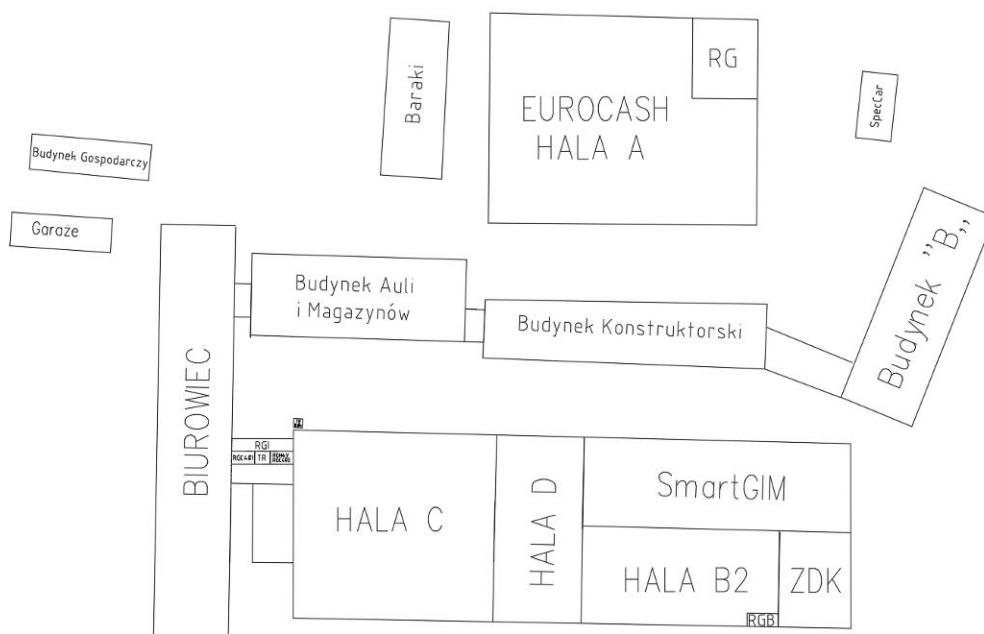 Baraki
EUROCASH
HALA A
RG
SpecCar
Budynek Gospodarczy
Garaże
BIUROWIEC
Budynek Auli
i Magazynów
Budynek Konstruktorski
Budynek "B„
RGI
TR
HALA C
HALA D
SmartGIM
HALA B2
RGB
ZDK